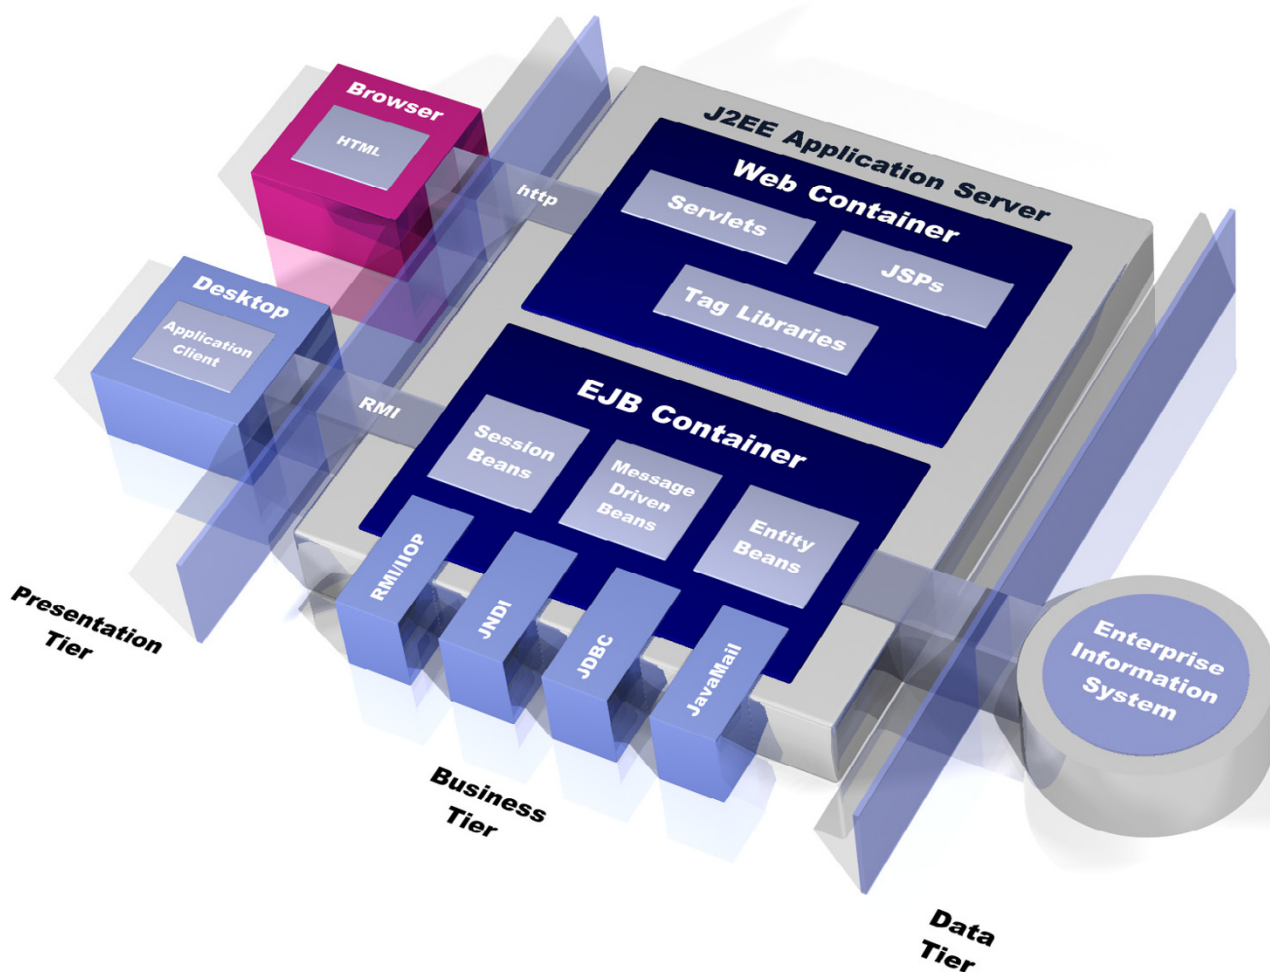 Browser
HTML
http
Desktop
Application
Client
RMI
J2EE Application Server
Web Container
Servlets
JSPs
Tag Libraries
EJB Container
Session
Beans
Message
Driven
Beans
Entity
Beans
RMI/IIOP
JNDI
JDBC
JavaMail
Enterprise
Information
System
Presentation
Tier
Business
Tier
Data
Tier